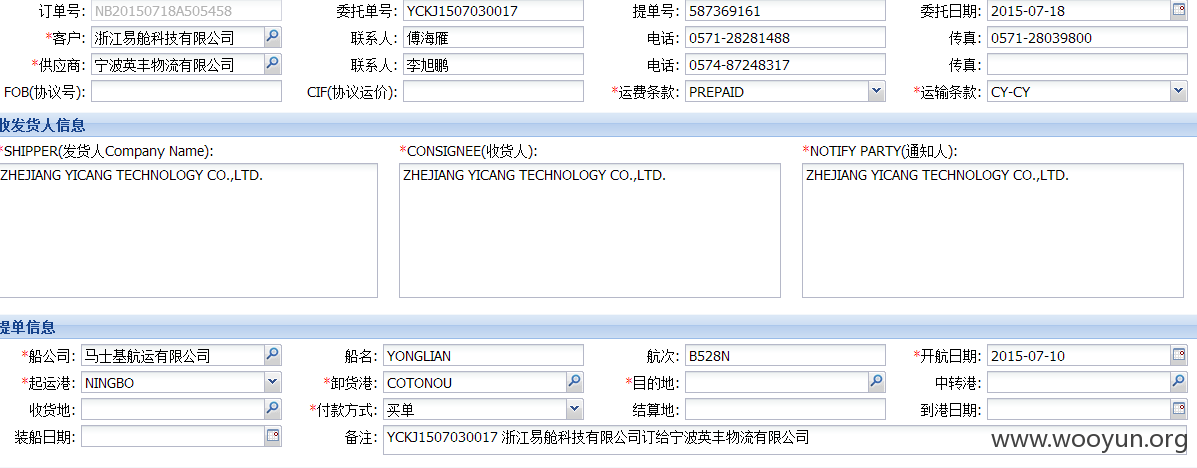 订单号: NB20150718A505458 委托单号: YCKJ1507030017 提单号: 587369161 委托日期: 2015-07-18
*客户: 浙江易舱科技有限公司 联系人: 傅海雁 电话: 0571-28281488 传真: 0571-28039800
*供应商: 宁波英丰物流有限公司 联系人: 李旭鹏 电话: 0574-87248317 传真:
FOB(协议号): CIF(协议运价): *运费条款: PREPAID *运输条款: CY-CY
收发货人信息
*SHIPPER(发货人Company Name): *CONSIGNEE(收货人): *NOTIFY PARTY(通知人):
ZHEJIANG YICANG TECHNOLOGY CO.,LTD. ZHEJIANG YICANG TECHNOLOGY CO.,LTD. ZHEJIANG YICANG TECHNOLOGY CO.,LTD.
提单信息
*船公司: 马士基航运有限公司 船名: YONGLIAN 航次: B528N *开航日期: 2015-07-10
*起运港: NINGBO *卸货港: COTONOU *目的地: 中转港:
收货地: *付款方式: 买单 结算地: 到港日期:
装船日期: 备注: YCKJ1507030017 浙江易舱科技有限公司订给宁波英丰物流有限公司
www.wooyun.org